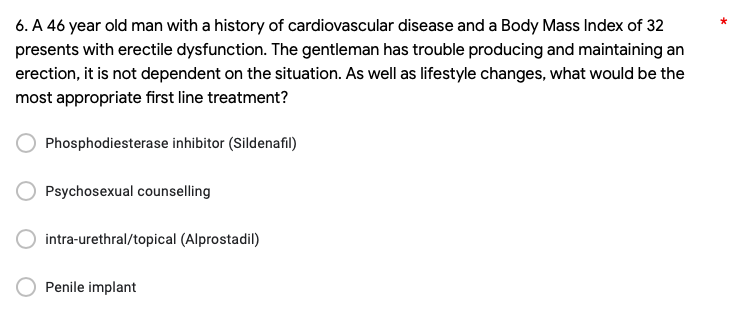 6. A 46 year old man with a history of cardiovascular disease and a Body Mass Index of 32 *
presents with erectile dysfunction. The gentleman has trouble producing and maintaining an
erection, it is not dependent on the situation. As well as lifestyle changes, what would be the
most appropriate first line treatment?
Phosphodiesterase inhibitor (Sildenafil)
Psychosexual counselling
intra-urethral/topical (Alprostadil)
Penile implant